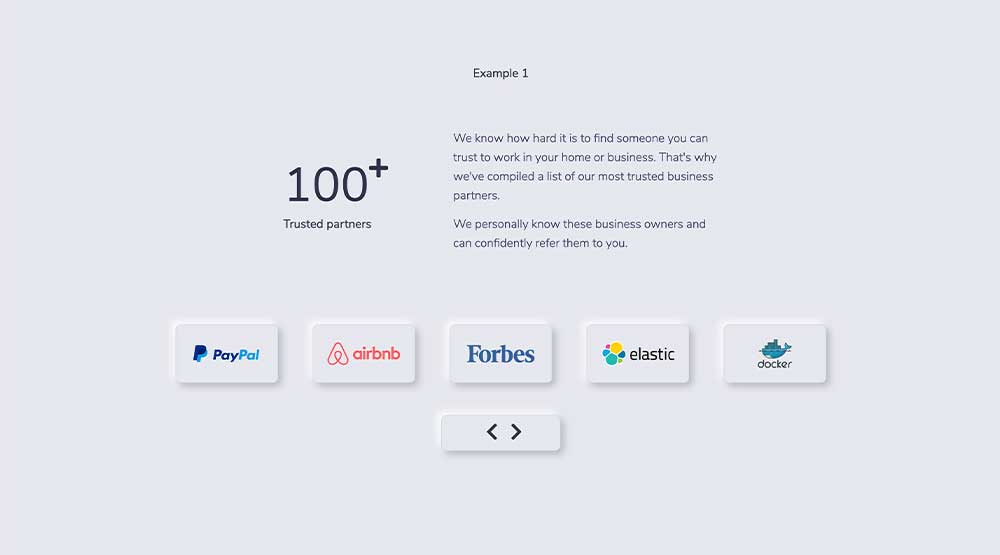 Example 1
100+
Trusted partners
We know how hard it is to find someone you can
trust to work in your home or business. That's why
we've compiled a list of our most trusted business
partners.
We personally know these business owners and
can confidently refer them to you.
PayPal
airbnb
Forbes
elastic
docker